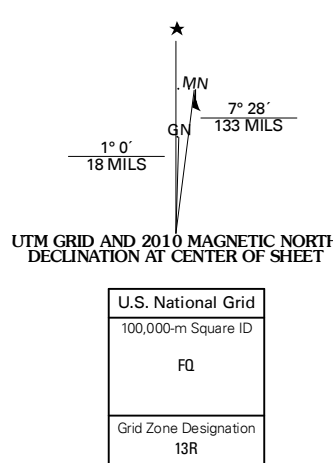 MN
7° 28´
133 MILS
GN
1° 0´
18 MILS
UTM GRID AND 2010 MAGNETIC NORTH
DECLINATION AT CENTER OF SHEET
U.S. National Grid
100,000-m Square ID
FQ
Grid Zone Designation
13R